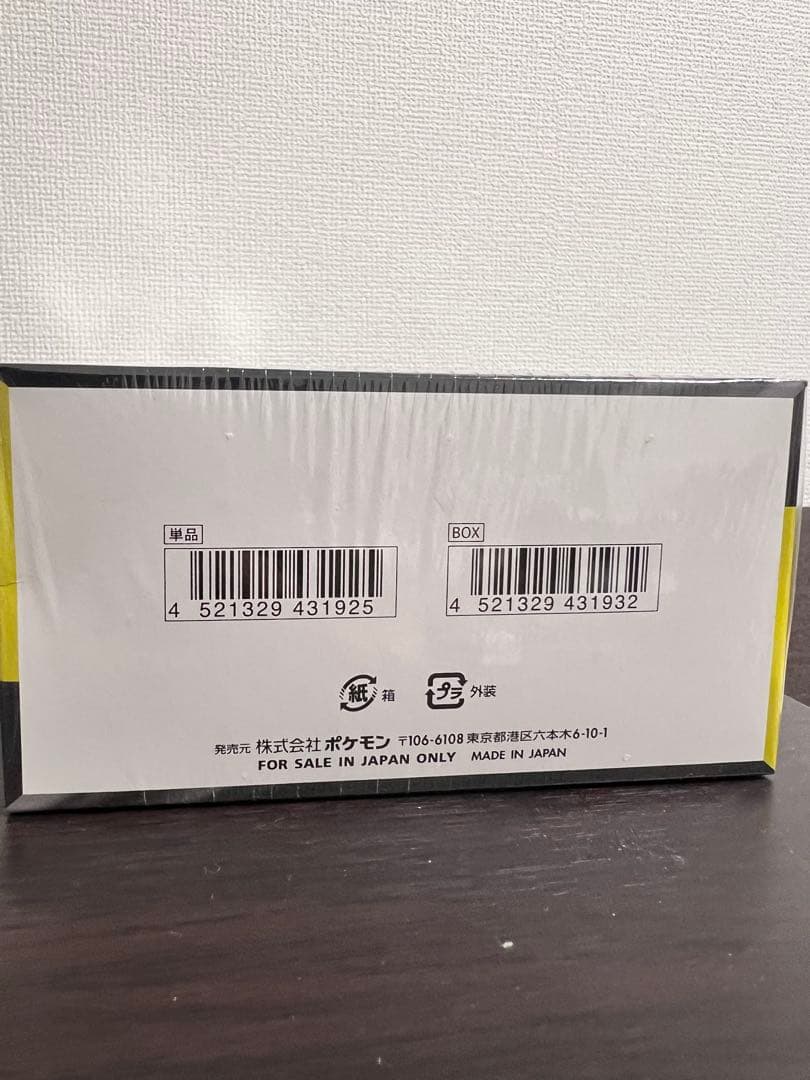 単品
4 521329 431925
BOX
4 521329 431932
紙 箱
プラ 外装
発売元 株式会社 ポケモン 〒106-6108 東京都港区六本木6-10-1
FOR SALE IN JAPAN ONLY MADE IN JAPAN